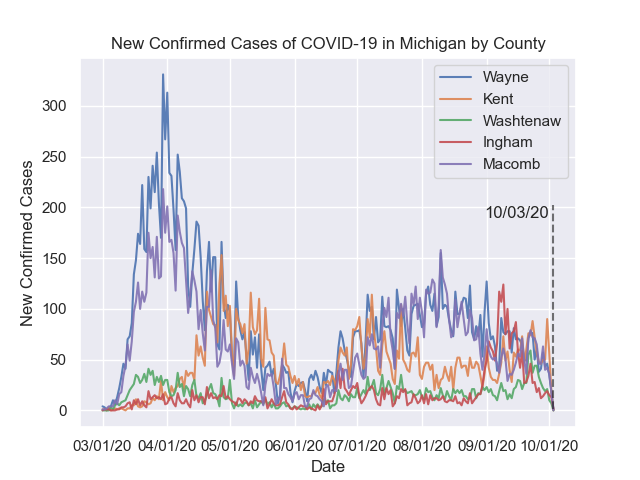 New Confirmed Cases of COVID-19 in Michigan by County
Wayne
Kent
Washtenaw
Ingham
Macomb
10/03/20
New Confirmed Cases
300
250
200
150
100
50
0
03/01/20 04/01/20 05/01/20 06/01/20 07/01/20 08/01/20 09/01/20 10/01/20
Date